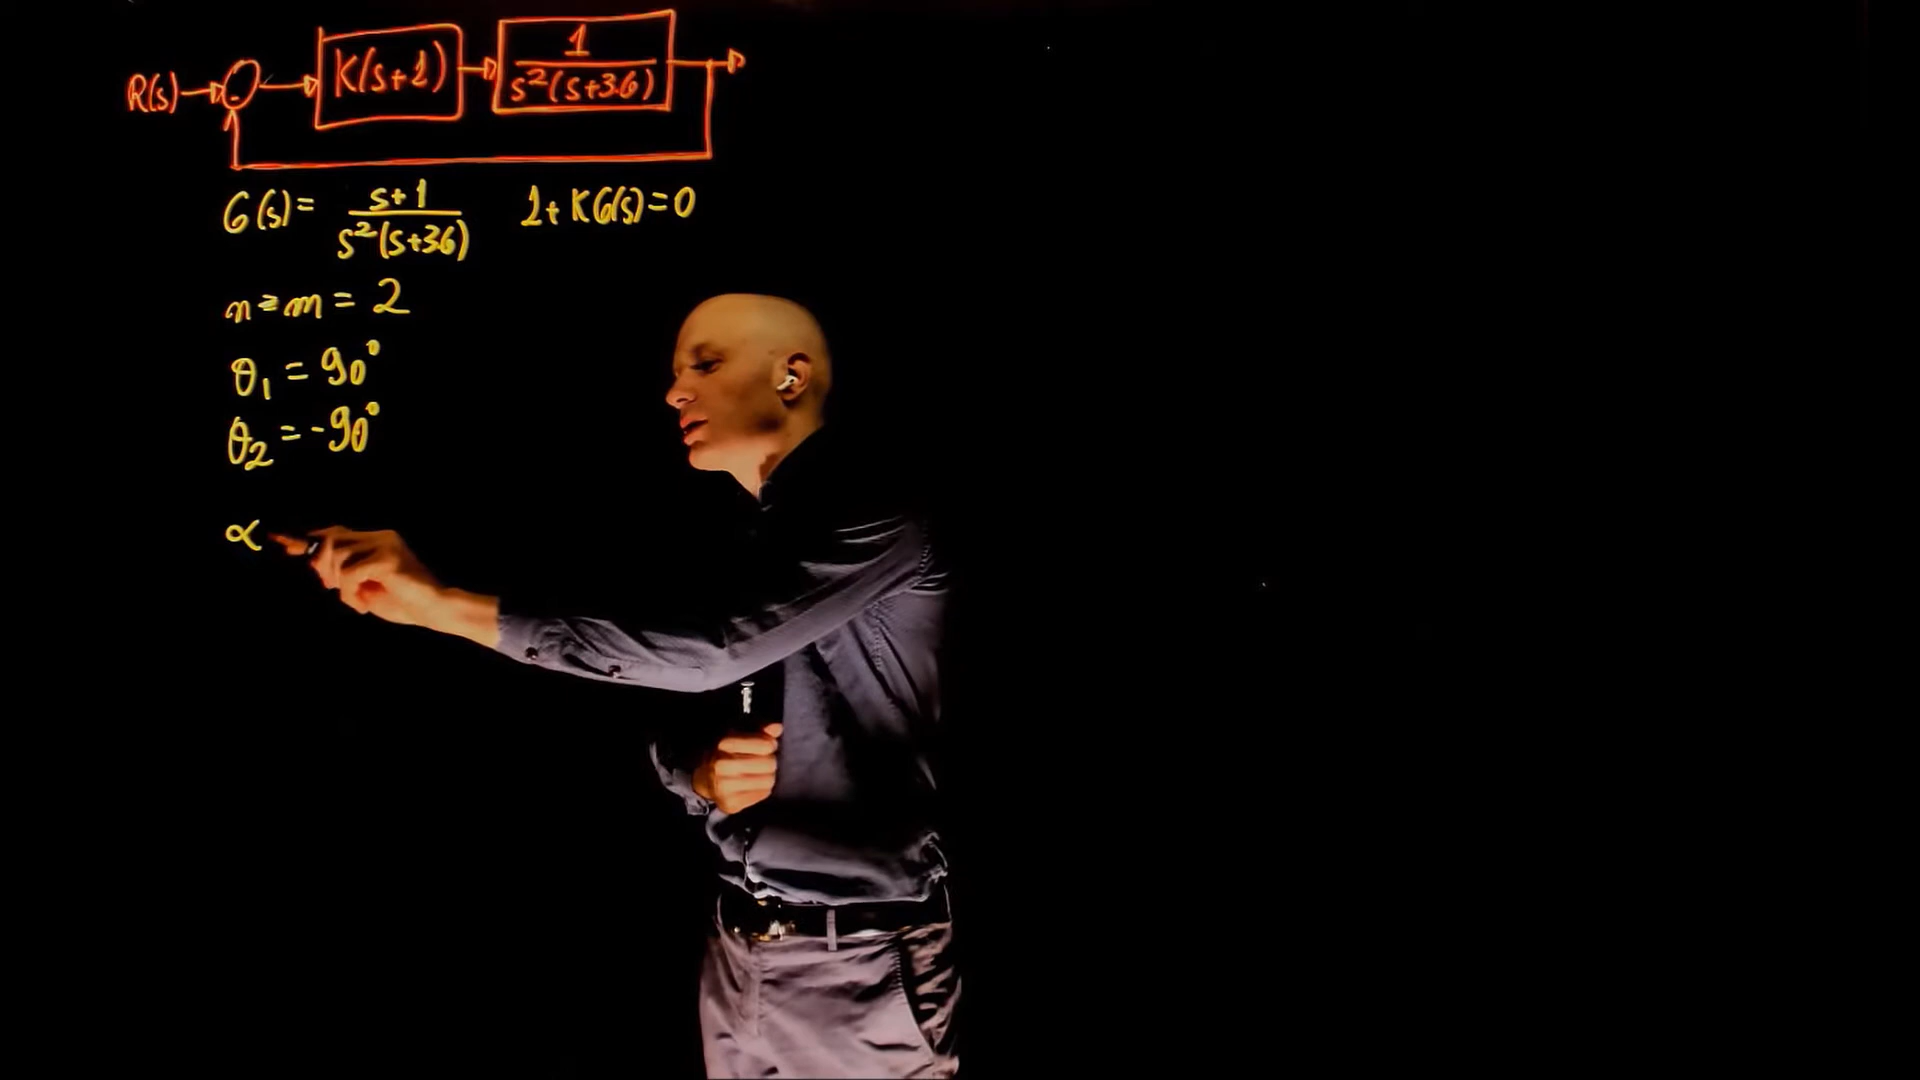 R(s) - K(s+1) 1/(s²(s+36))
G(s) = (s+1)/(s²(s+36)) 1+KG(s)=0
n-m = 2
θ₁ = 90°
θ₂ = -90°
α